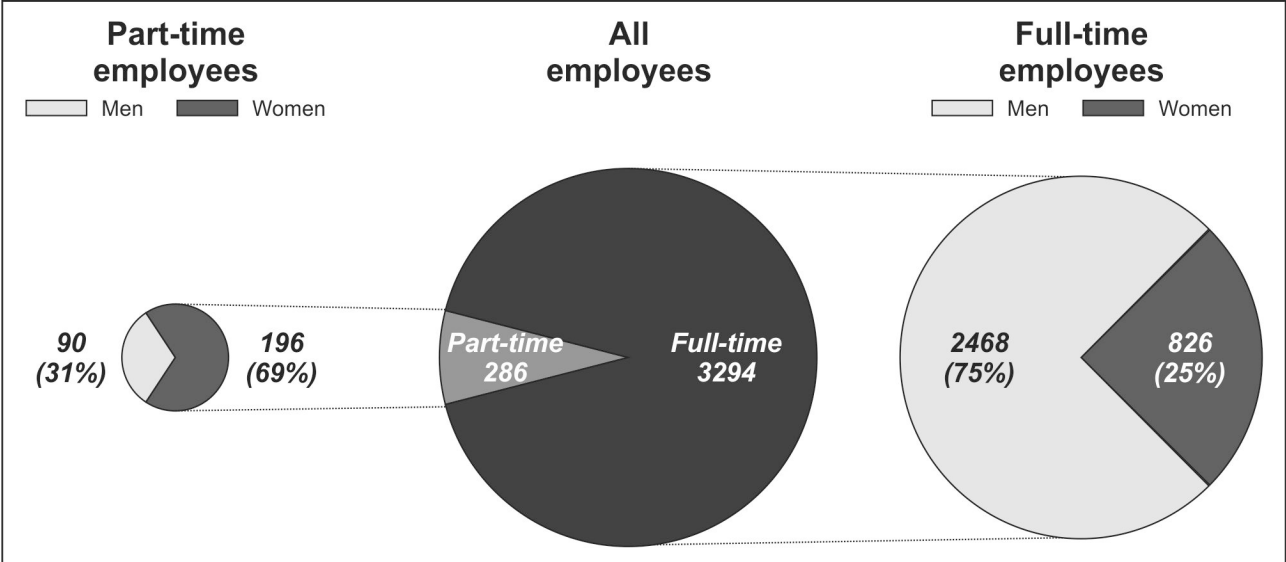 Part-time
employees
Men
Women
All
employees
Full-time
employees
Men
Women
90
(31%)
196
(69%)
Part-time
286
Full-time
3294
2468
(75%)
826
(25%)